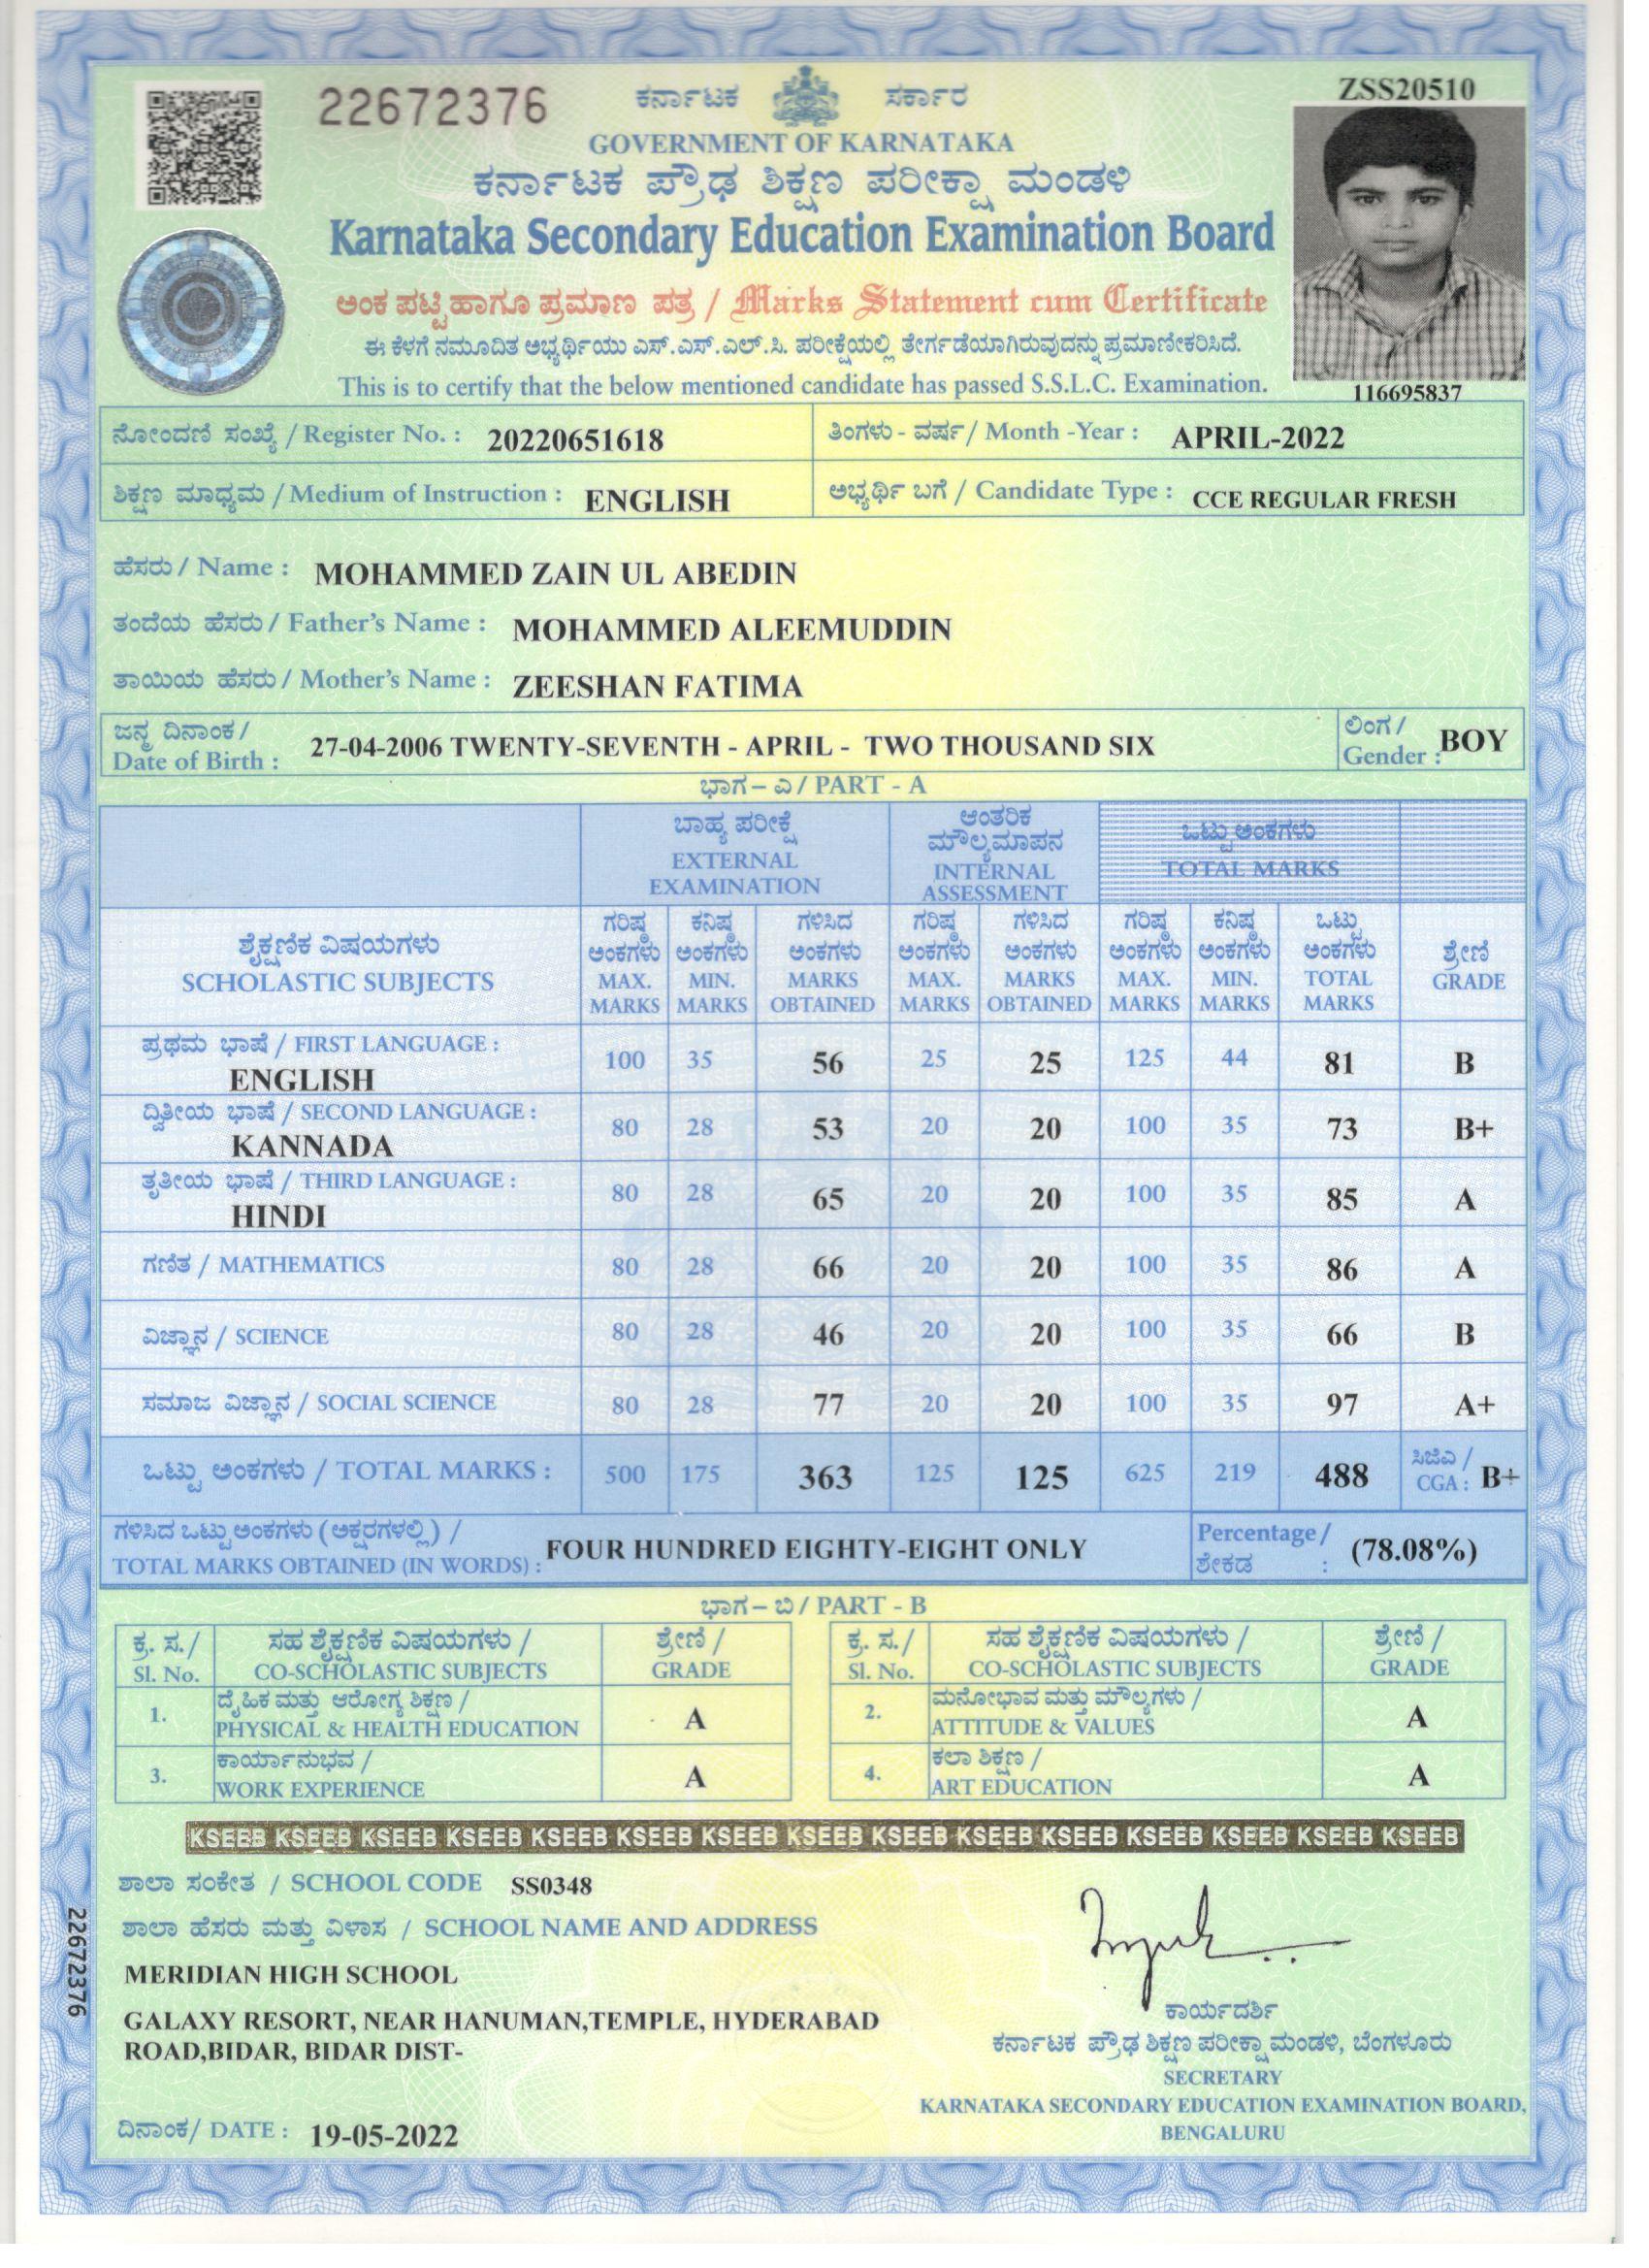 22672376
ಕರ್ನಾಟಕ ಸರ್ಕಾರ
ZSS20510
GOVERNMENT OF KARNATAKA
ಕರ್ನಾಟಕ ಪ್ರೌಢ ಶಿಕ್ಷಣ ಪರೀಕ್ಷಾ ಮಂಡಳಿ
Karnataka Secondary Education Examination Board
ಅಂಕ ಪಟ್ಟಿ ಹಾಗೂ ಪ್ರಮಾಣ ಪತ್ರ / Marks Statement cum Certificate
ಈ ಕೆಳಗೆ ನಮೂದಿತ ಅಭ್ಯರ್ಥಿಯು ಎಸ್.ಎಸ್.ಎಲ್.ಸಿ. ಪರೀಕ್ಷೆಯಲ್ಲಿ ತೇರ್ಗಡೆಯಾಗಿರುವುದನ್ನು ಪ್ರಮಾಣೀಕರಿಸಿದೆ.
This is to certify that the below mentioned candidate has passed S.S.L.C. Examination.
116695837
ನೋಂದಣಿ ಸಂಖ್ಯೆ / Register No. : 20220651618
ತಿಂಗಳು - ವರ್ಷ / Month -Year : APRIL-2022
ಶಿಕ್ಷಣ ಮಾಧ್ಯಮ / Medium of Instruction : ENGLISH
ಅಭ್ಯರ್ಥಿ ಬಗೆ / Candidate Type : CCE REGULAR FRESH
ಹೆಸರು / Name : MOHAMMED ZAIN UL ABEDIN
ತಂದೆಯ ಹೆಸರು / Father's Name : MOHAMMED ALEEMUDDIN
ತಾಯಿಯ ಹೆಸರು / Mother's Name : ZEESHAN FATIMA
ಜನ್ಮ ದಿನಾಂಕ /
Date of Birth : 27-04-2006 TWENTY-SEVENTH - APRIL - TWO THOUSAND SIX
ಲಿಂಗ /
Gender : BOY
ಭಾಗ – ಎ / PART - A
ಬಾಹ್ಯ ಪರೀಕ್ಷೆ
EXTERNAL
EXAMINATION
ಆಂತರಿಕ
ಮೌಲ್ಯಮಾಪನ
INTERNAL
ASSESSMENT
ಒಟ್ಟು ಅಂಕಗಳು
TOTAL MARKS
ಶೈಕ್ಷಣಿಕ ವಿಷಯಗಳು
SCHOLASTIC SUBJECTS
ಗರಿಷ್ಠ ಅಂಕಗಳು MAX. MARKS
ಕನಿಷ್ಠ ಅಂಕಗಳು MIN. MARKS
ಗಳಿಸಿದ ಅಂಕಗಳು MARKS OBTAINED
ಗರಿಷ್ಠ ಅಂಕಗಳು MAX. MARKS
ಗಳಿಸಿದ ಅಂಕಗಳು MARKS OBTAINED
ಗರಿಷ್ಠ ಅಂಕಗಳು MAX. MARKS
ಕನಿಷ್ಠ ಅಂಕಗಳು MIN. MARKS
ಒಟ್ಟು ಅಂಕಗಳು TOTAL MARKS
ಶ್ರೇಣಿ GRADE
ಪ್ರಥಮ ಭಾಷೆ / FIRST LANGUAGE :
ENGLISH 100 35 56 25 25 125 44 81 B
ದ್ವಿತೀಯ ಭಾಷೆ / SECOND LANGUAGE :
KANNADA 80 28 53 20 20 100 35 73 B+
ತೃತೀಯ ಭಾಷೆ / THIRD LANGUAGE :
HINDI 80 28 65 20 20 100 35 85 A
ಗಣಿತ / MATHEMATICS 80 28 66 20 20 100 35 86 A
ವಿಜ್ಞಾನ / SCIENCE 80 28 46 20 20 100 35 66 B
ಸಮಾಜ ವಿಜ್ಞಾನ / SOCIAL SCIENCE 80 28 77 20 20 100 35 97 A+
ಒಟ್ಟು ಅಂಕಗಳು / TOTAL MARKS : 500 175 363 125 125 625 219 488 ಸಿಜಿಎ / CGA : B+
ಗಳಿಸಿದ ಒಟ್ಟು ಅಂಕಗಳು (ಅಕ್ಷರಗಳಲ್ಲಿ) /
TOTAL MARKS OBTAINED (IN WORDS) : FOUR HUNDRED EIGHTY-EIGHT ONLY
Percentage /
ಶೇಕಡ : (78.08%)
ಭಾಗ – ಬಿ / PART - B
ಕ್ರ. ಸ. / Sl. No.
ಸಹ ಶೈಕ್ಷಣಿಕ ವಿಷಯಗಳು / CO-SCHOLASTIC SUBJECTS
ಶ್ರೇಣಿ / GRADE
ಕ್ರ. ಸ. / Sl. No.
ಸಹ ಶೈಕ್ಷಣಿಕ ವಿಷಯಗಳು / CO-SCHOLASTIC SUBJECTS
ಶ್ರೇಣಿ / GRADE
1. ದೈಹಿಕ ಮತ್ತು ಆರೋಗ್ಯ ಶಿಕ್ಷಣ / PHYSICAL & HEALTH EDUCATION A
2. ಮನೋಭಾವ ಮತ್ತು ಮೌಲ್ಯಗಳು / ATTITUDE & VALUES A
3. ಕಾರ್ಯಾನುಭವ / WORK EXPERIENCE A
4. ಕಲಾ ಶಿಕ್ಷಣ / ART EDUCATION A
KSEEB KSEEB KSEEB KSEEB KSEEB KSEEB KSEEB KSEEB KSEEB KSEEB KSEEB KSEEB KSEEB KSEEB KSEEB
ಶಾಲಾ ಸಂಕೇತ / SCHOOL CODE SS0348
ಶಾಲಾ ಹೆಸರು ಮತ್ತು ವಿಳಾಸ / SCHOOL NAME AND ADDRESS
MERIDIAN HIGH SCHOOL
GALAXY RESORT, NEAR HANUMAN,TEMPLE, HYDERABAD
ROAD,BIDAR, BIDAR DIST-
22672376
ಕಾರ್ಯದರ್ಶಿ
ಕರ್ನಾಟಕ ಪ್ರೌಢ ಶಿಕ್ಷಣ ಪರೀಕ್ಷಾ ಮಂಡಳಿ, ಬೆಂಗಳೂರು
SECRETARY
KARNATAKA SECONDARY EDUCATION EXAMINATION BOARD,
BENGALURU
ದಿನಾಂಕ/ DATE : 19-05-2022